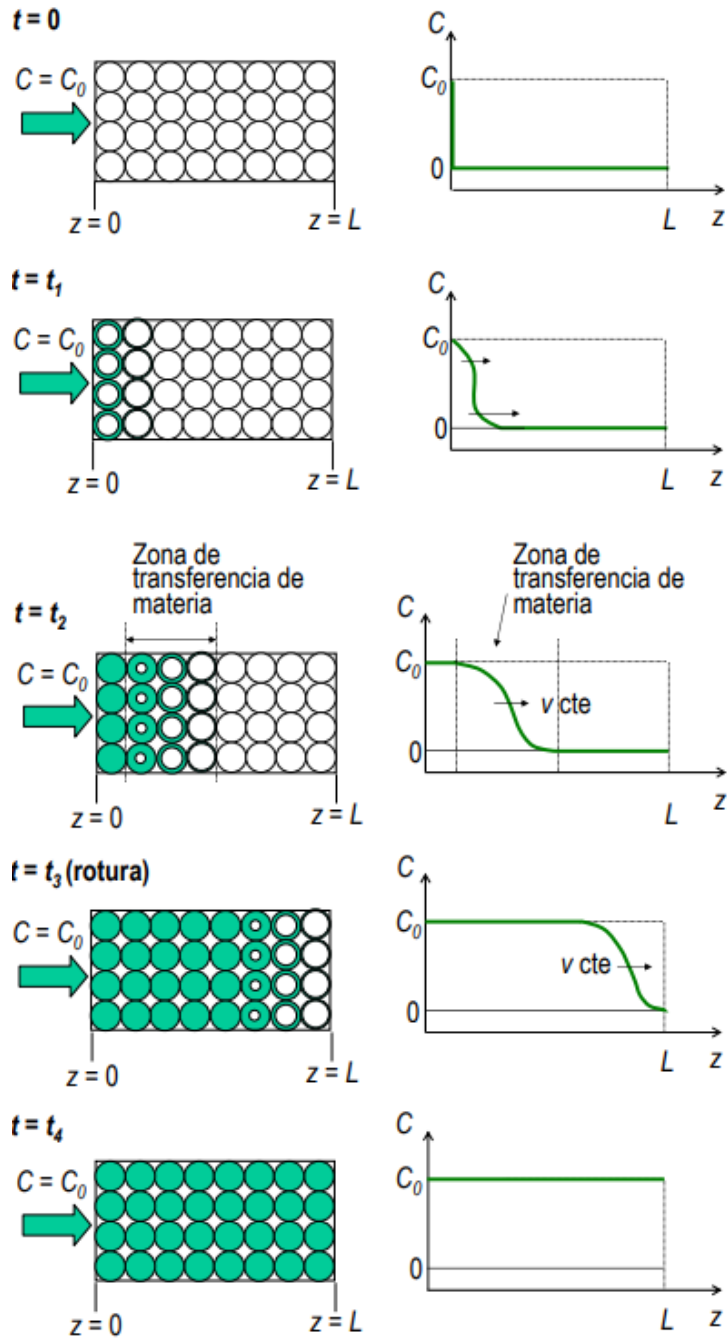 t = 0
C = C₀
z = 0
z = L
C
C₀
0
L
z
t = t₁
C = C₀
z = 0
z = L
C
C₀
0
L
z
Zona de
transferencia de
materia
t = t₂
C = C₀
z = 0
z = L
Zona de
transferencia de
materia
C
C₀
v cte
0
L
z
t = t₃ (rotura)
C = C₀
z = 0
z = L
C
C₀
v cte
0
L
z
t = t₄
C = C₀
z = 0
z = L
C
C₀
0
L
z